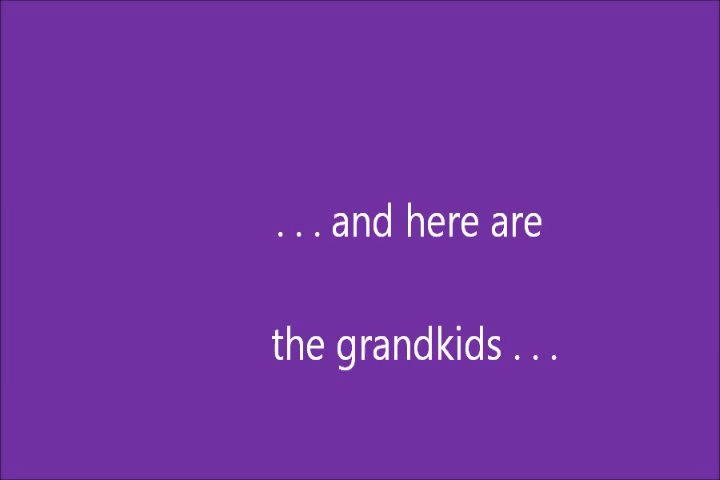 . . . and here are
the grandkids . . .